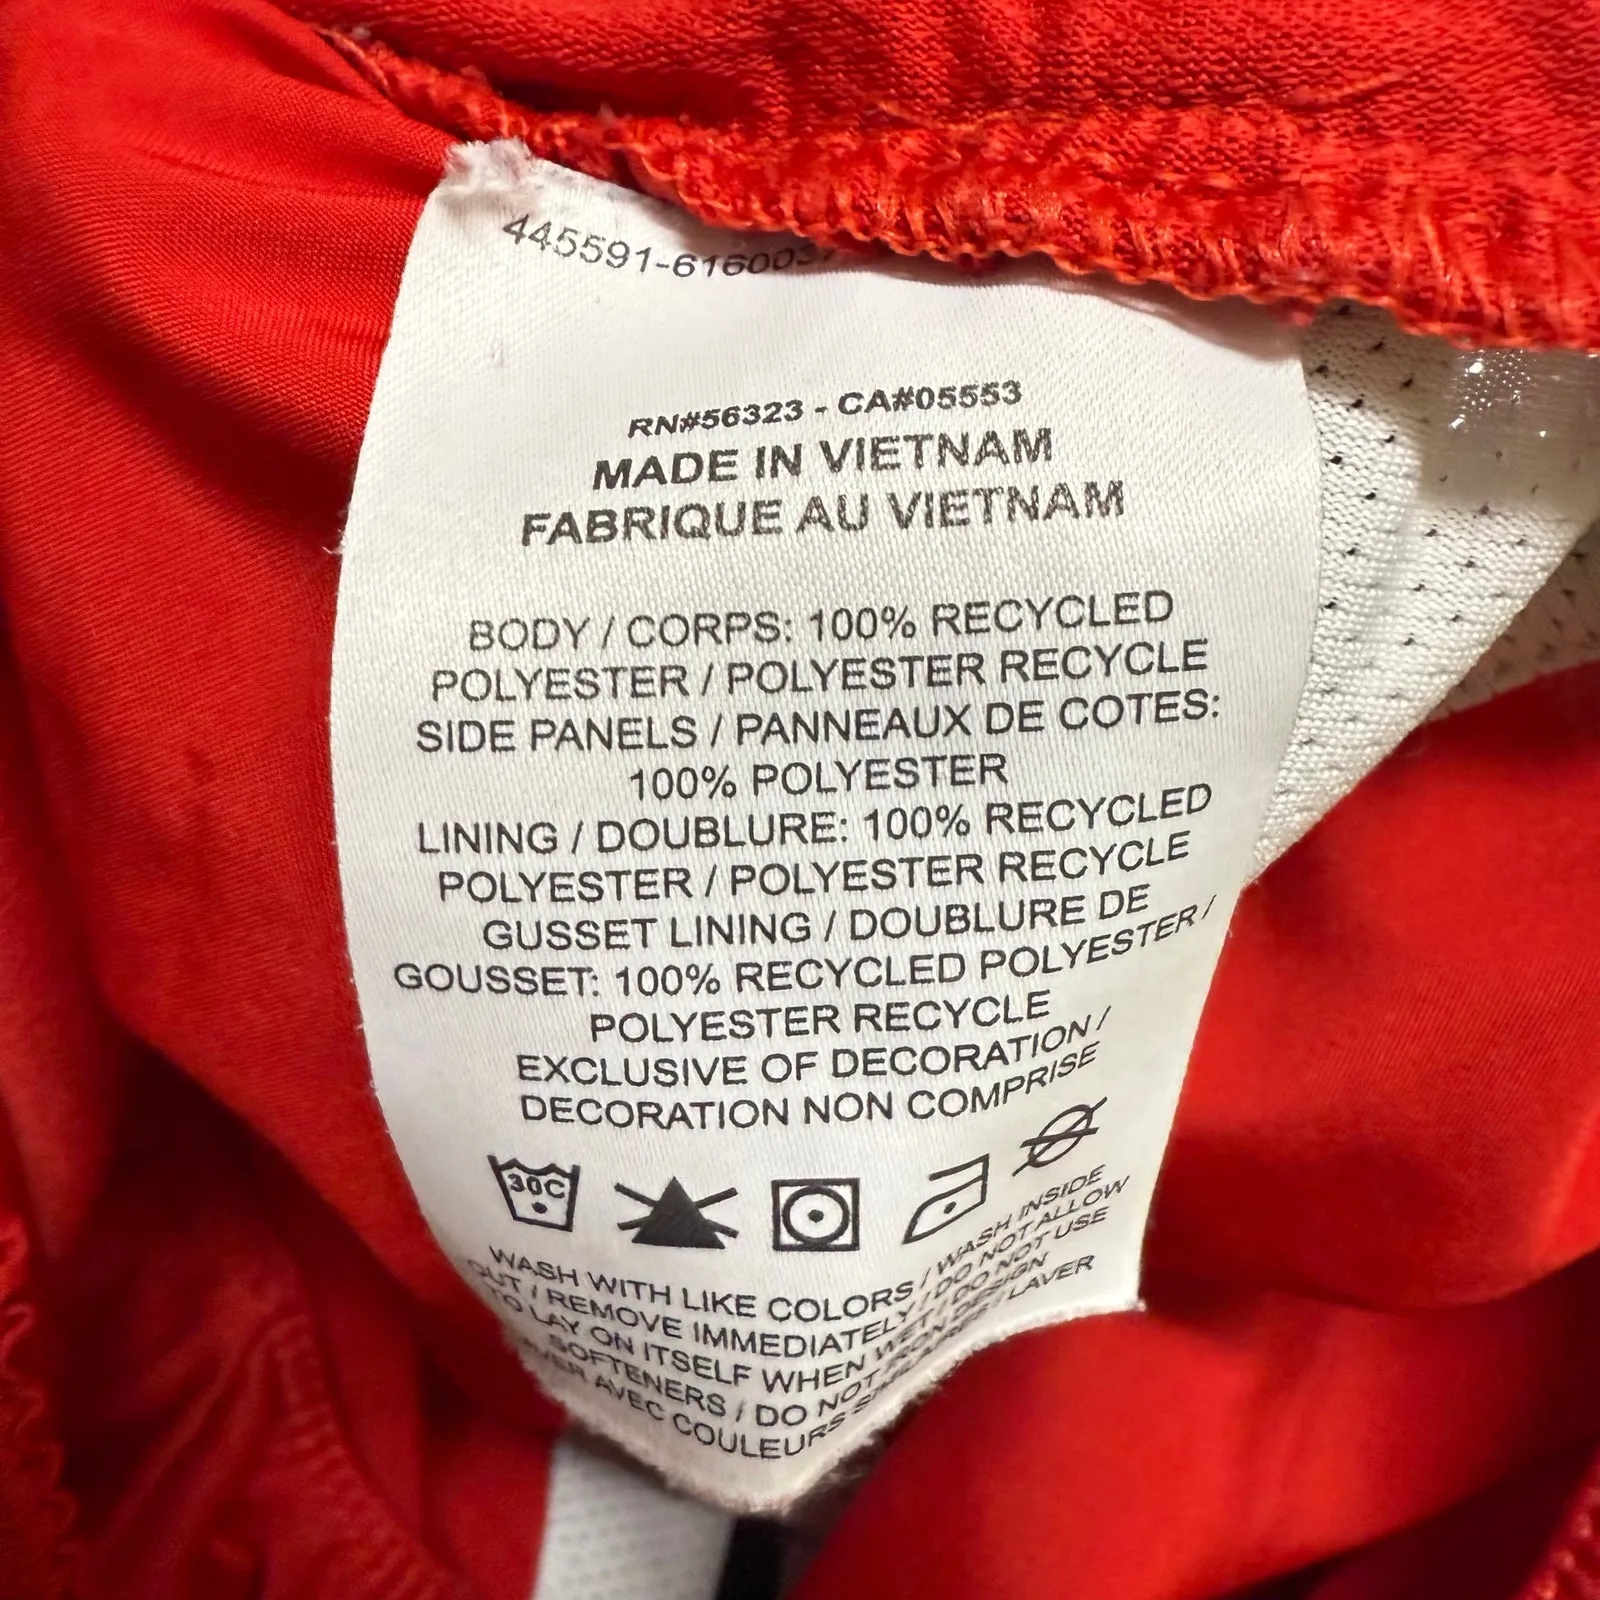 445591-616003
RN#56323 - CA#05553
MADE IN VIETNAM
FABRIQUE AU VIETNAM
BODY / CORPS: 100% RECYCLED
POLYESTER / POLYESTER RECYCLE
SIDE PANELS / PANNEAUX DE COTES:
100% POLYESTER
LINING / DOUBLURE: 100% RECYCLED
POLYESTER / POLYESTER RECYCLE
GUSSET LINING / DOUBLURE DE
GOUSSET: 100% RECYCLED POLYESTER /
POLYESTER RECYCLE
EXCLUSIVE OF DECORATION /
DECORATION NON COMPRISE
30C
WASH WITH LIKE COLORS / WASH INSIDE
OUT / REMOVE IMMEDIATELY / DO NOT ALLOW
TO LAY ON ITSELF WHEN WET / DO NOT USE
SOFTENERS / DO NOT IRON DESIGN
AVEC COULEURS LAVER